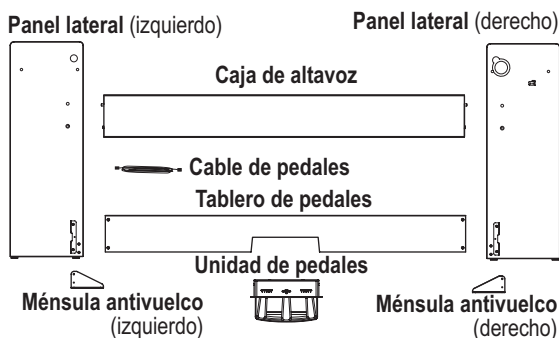 Panel lateral (izquierdo)
Panel lateral (derecho)
Caja de altavoz
Cable de pedales
Tablero de pedales
Unidad de pedales
Ménsula antivuelco
(izquierdo)
Ménsula antivuelco
(derecho)